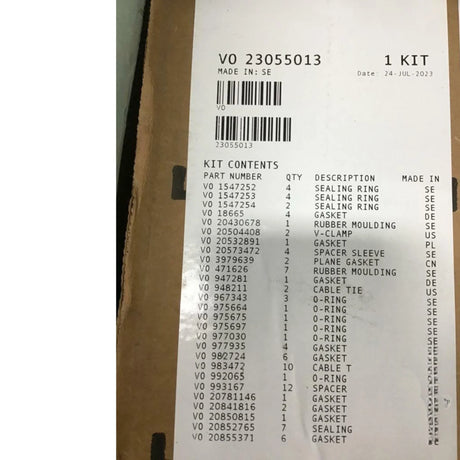 VO 23055013 1 KIT
MADE IN: SE Date: 24-JUL-2023
VO
23055013
KIT CONTENTS
PART NUMBER QTY DESCRIPTION MADE IN
VO 1547252 4 SEALING RING SE
VO 1547253 4 SEALING RING SE
VO 1547254 2 SEALING RING SE
VO 18665 4 GASKET DE
VO 20430678 1 RUBBER MOULDING SE
VO 20504408 2 V-CLAMP US
VO 20532891 1 GASKET PL
VO 20573472 4 SPACER SLEEVE SE
VO 3979639 2 PLANE GASKET CN
VO 471626 7 RUBBER MOULDING SE
VO 947281 1 GASKET DE
VO 948211 2 CABLE TIE US
VO 967343 3 O-RING SE
VO 975664 1 O-RING SE
VO 975675 1 O-RING SE
VO 975697 1 O-RING SE
VO 977030 1 O-RING SE
VO 977935 4 GASKET SE
VO 982724 6 GASKET
VO 983472 10 CABLE T
VO 992065 1 O-RING
VO 993167 12 SPACER
VO 20781146 1 GASKET
VO 20841816 2 GASKET
VO 20850815 1 GASKET
VO 20852765 7 SEALING
VO 20855371 6 GASKET